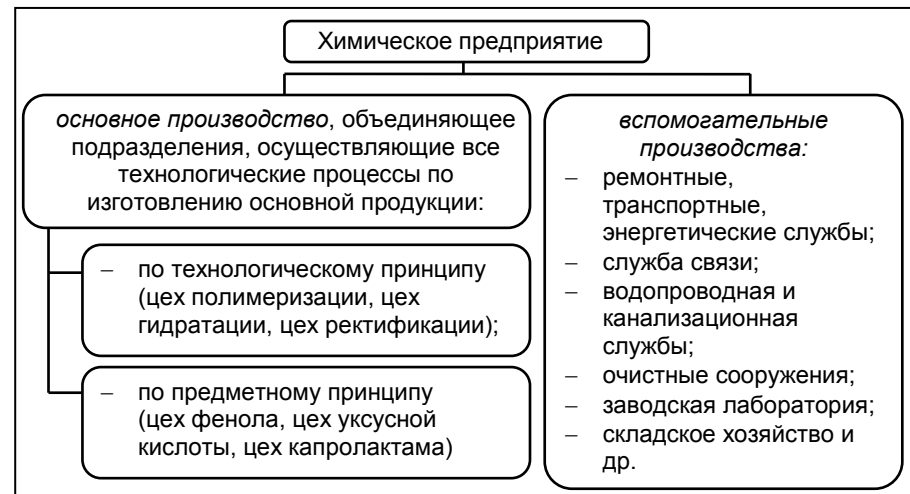 Химическое предприятие
основное производство, объединяющее
подразделения, осуществляющие все
технологические процессы по
изготовлению основной продукции:
– по технологическому принципу
(цех полимеризации, цех
гидратации, цех ректификации);
– по предметному принципу
(цех фенола, цех уксусной
кислоты, цех капролактама)
вспомогательные
производства:
– ремонтные,
транспортные,
энергетические службы;
– служба связи;
– водопроводная и
канализационная
службы;
– очистные сооружения;
– заводская лаборатория;
– складское хозяйство и
др.